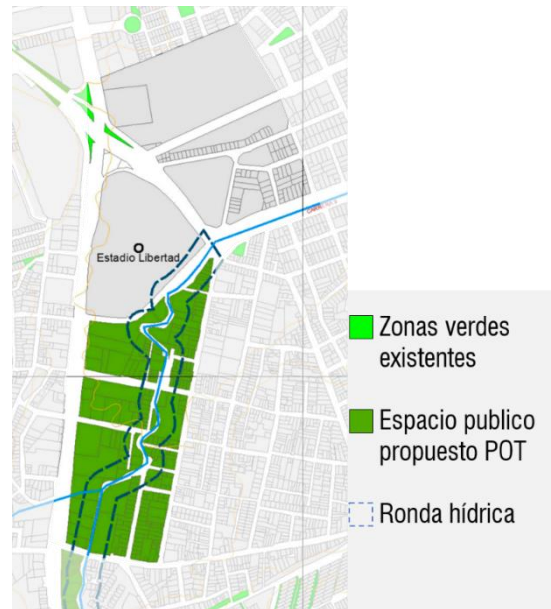 Estadio Libertad
Zonas verdes
existentes
Espacio publico
propuesto POT
Ronda hídrica